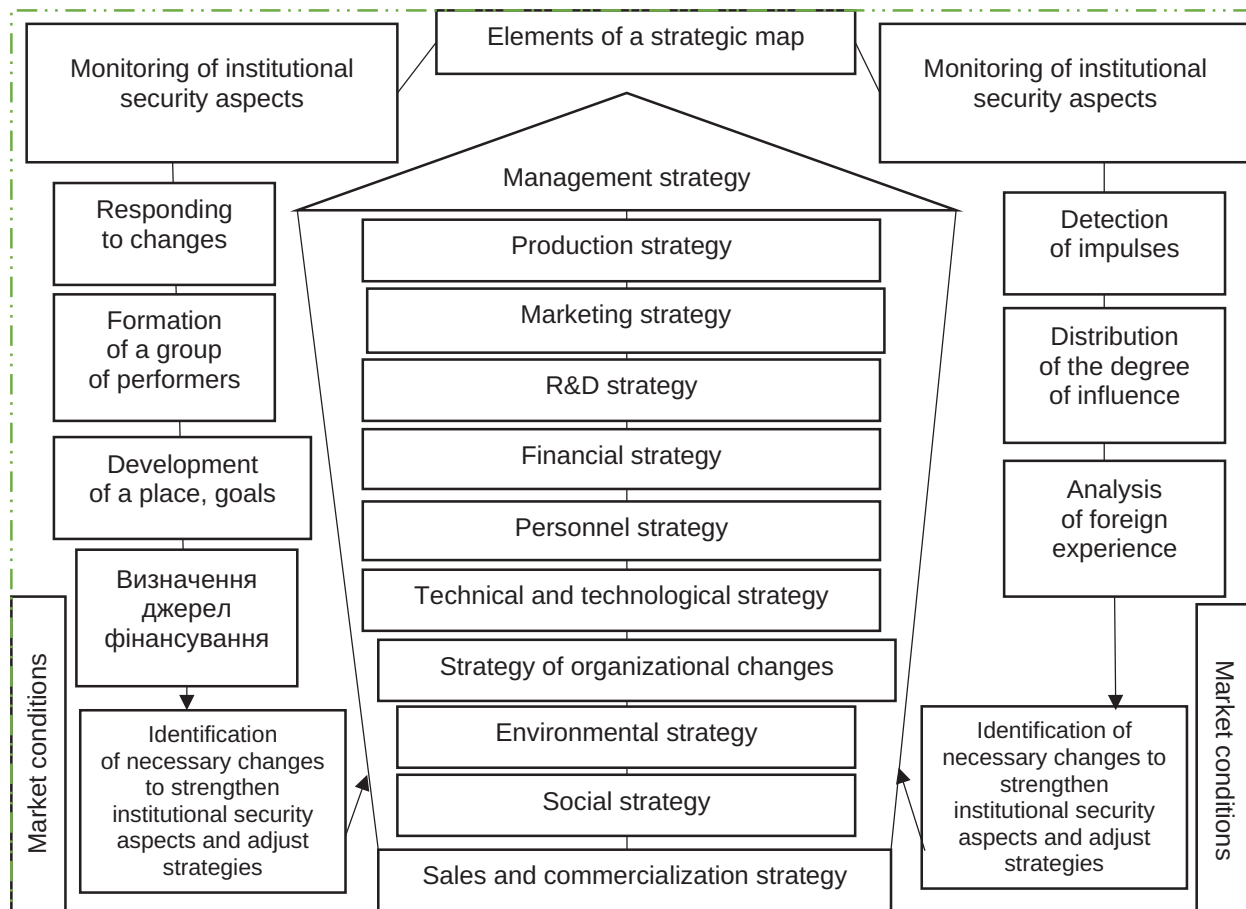 Elements of a strategic map
Monitoring of institutional
security aspects
Responding
to changes
Formation
of a group
of performers
Development
of a place, goals
Визначення
джерел
фінансування
Identification
of necessary changes
to strengthen
institutional security
aspects and adjust
strategies
Market conditions
Management strategy
Production strategy
Marketing strategy
R&D strategy
Financial strategy
Personnel strategy
Technical and technological strategy
Strategy of organizational changes
Environmental strategy
Social strategy
Sales and commercialization strategy
Monitoring of institutional
security aspects
Detection
of impulses
Distribution
of the degree
of influence
Analysis
of foreign
experience
Identification of
necessary changes to
strengthen
institutional security
aspects and adjust
strategies
Market conditions